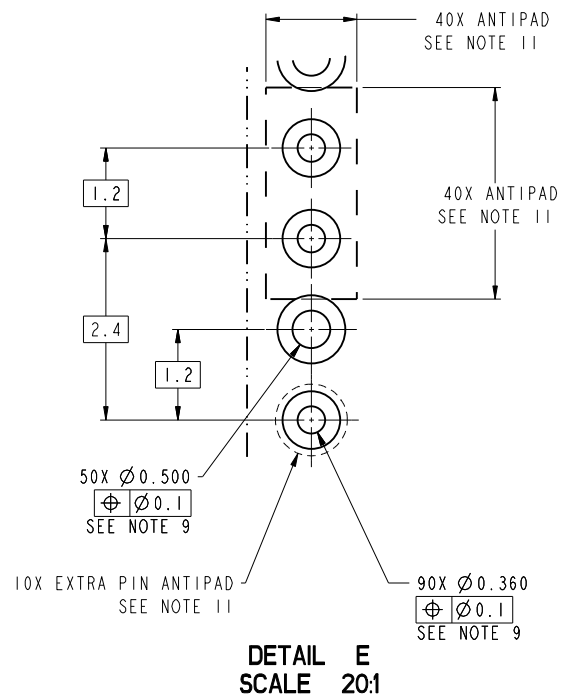 40X ANTIPAD
SEE NOTE 11
1.2
40X ANTIPAD
SEE NOTE 11
2.4
1.2
50X Ø0.500
⌖ Ø0.1
SEE NOTE 9
10X EXTRA PIN ANTIPAD
SEE NOTE 11
90X Ø0.360
⌖ Ø0.1
SEE NOTE 9
DETAIL E
SCALE 20:1